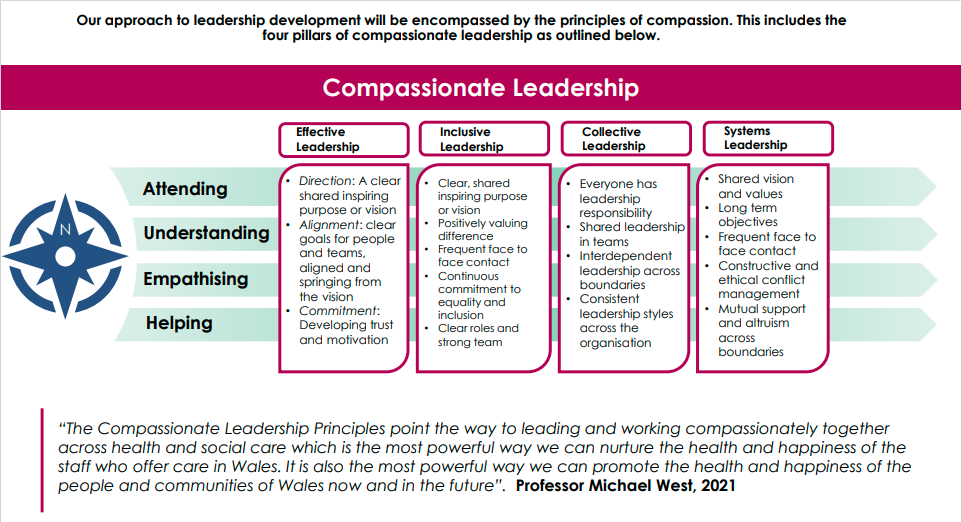 Our approach to leadership development will be encompassed by the principles of compassion. This includes the
four pillars of compassionate leadership as outlined below.
Compassionate Leadership
Effective
Leadership
Inclusive
Leadership
Collective
Leadership
Systems
Leadership
Attending
Understanding
Empathising
Helping
N
• Direction: A clear
shared inspiring
purpose or vision
• Alignment: clear
goals for people
and teams,
aligned and
springing from
the vision
• Commitment:
Developing trust
and motivation
• Clear, shared
inspiring purpose
or vision
• Positively valuing
difference
• Frequent face to
face contact
• Continuous
commitment to
equality and
inclusion
• Clear roles and
strong team
• Everyone has
leadership
responsibility
• Shared leadership
in teams
• Interdependent
leadership across
boundaries
• Consistent
leadership styles
across the
organisation
• Shared vision
and values
• Long term
objectives
• Frequent face to
face contact
• Constructive and
ethical conflict
management
• Mutual support
and altruism
across
boundaries
“The Compassionate Leadership Principles point the way to leading and working compassionately together
across health and social care which is the most powerful way we can nurture the health and happiness of the
staff who offer care in Wales. It is also the most powerful way we can promote the health and happiness of the
people and communities of Wales now and in the future”. Professor Michael West, 2021